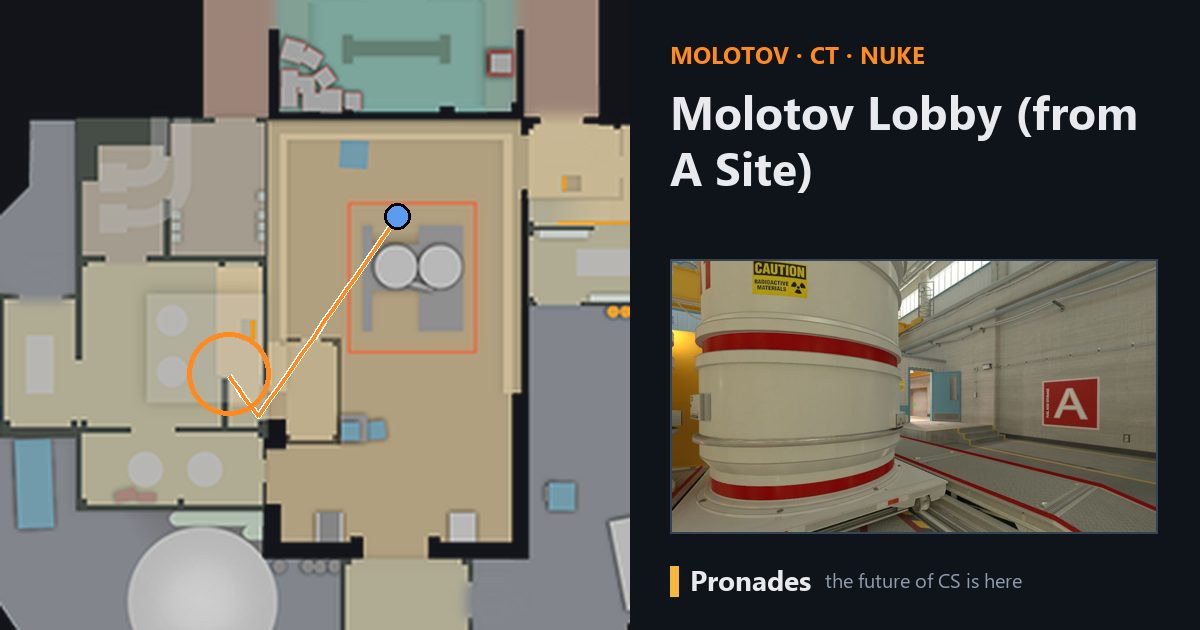 MOLOTOV · CT · NUKE
Molotov Lobby (from
A Site)
CAUTION
RADIOACTIVE
MATERIALS
A
Pronades the future of CS is here